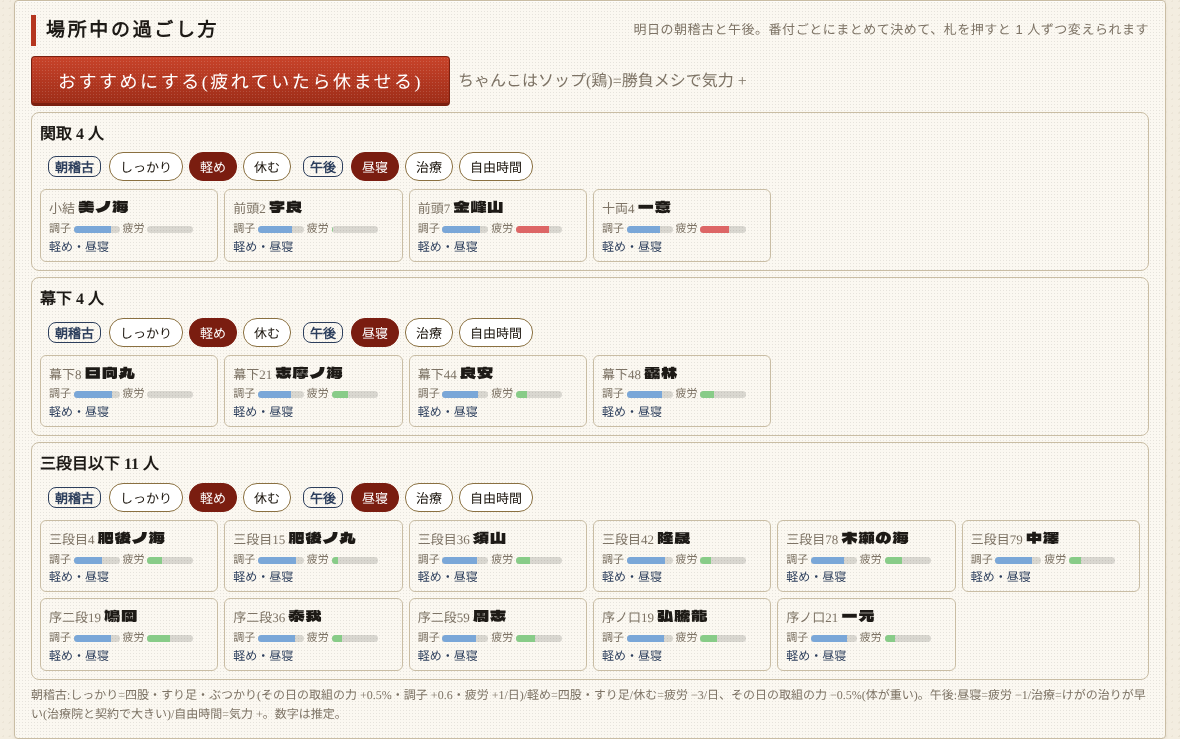 場所中の過ごし方
明日の朝稽古と午後。番付ごとにまとめて決めて、札を押すと 1 人ずつ変えられます
おすすめにする(疲れていたら休ませる)
ちゃんこはソップ(鶏)=勝負メシで気力 +
関取 4 人
朝稽古 しっかり 軽め 休む 午後 昼寝 治療 自由時間
小結 美ノ海 前頭2 宇良 前頭7 金峰山 十両4 一意
調子 疲労 調子 疲労 調子 疲労 調子 疲労
軽め・昼寝 軽め・昼寝 軽め・昼寝 軽め・昼寝
幕下 4 人
朝稽古 しっかり 軽め 休む 午後 昼寝 治療 自由時間
幕下8 日向丸 幕下21 志摩ノ海 幕下44 良安 幕下48 霧林
調子 疲労 調子 疲労 調子 疲労 調子 疲労
軽め・昼寝 軽め・昼寝 軽め・昼寝 軽め・昼寝
三段目以下 11 人
朝稽古 しっかり 軽め 休む 午後 昼寝 治療 自由時間
三段目4 肥後ノ海 三段目15 肥後ノ丸 三段目36 須山 三段目42 隆晟 三段目78 木瀬の海 三段目79 中澤
調子 疲労 調子 疲労 調子 疲労 調子 疲労 調子 疲労 調子 疲労
軽め・昼寝 軽め・昼寝 軽め・昼寝 軽め・昼寝 軽め・昼寝 軽め・昼寝
序二段19 鳩岡 序二段36 泰我 序二段59 周志 序ノ口19 弘騰龍 序ノ口21 一元
調子 疲労 調子 疲労 調子 疲労 調子 疲労 調子 疲労
軽め・昼寝 軽め・昼寝 軽め・昼寝 軽め・昼寝 軽め・昼寝
朝稽古:しっかり=四股・すり足・ぶつかり(その日の取組の力 +0.5%・調子 +0.6・疲労 +1/日)/軽め=四股・すり足/休む=疲労 −3/日、その日の取組の力 −0.5%(体が重い)。午後:昼寝=疲労 −1/治療=けがの治りが早
い(治療院と契約で大きい)/自由時間=気力 +。数字は推定。